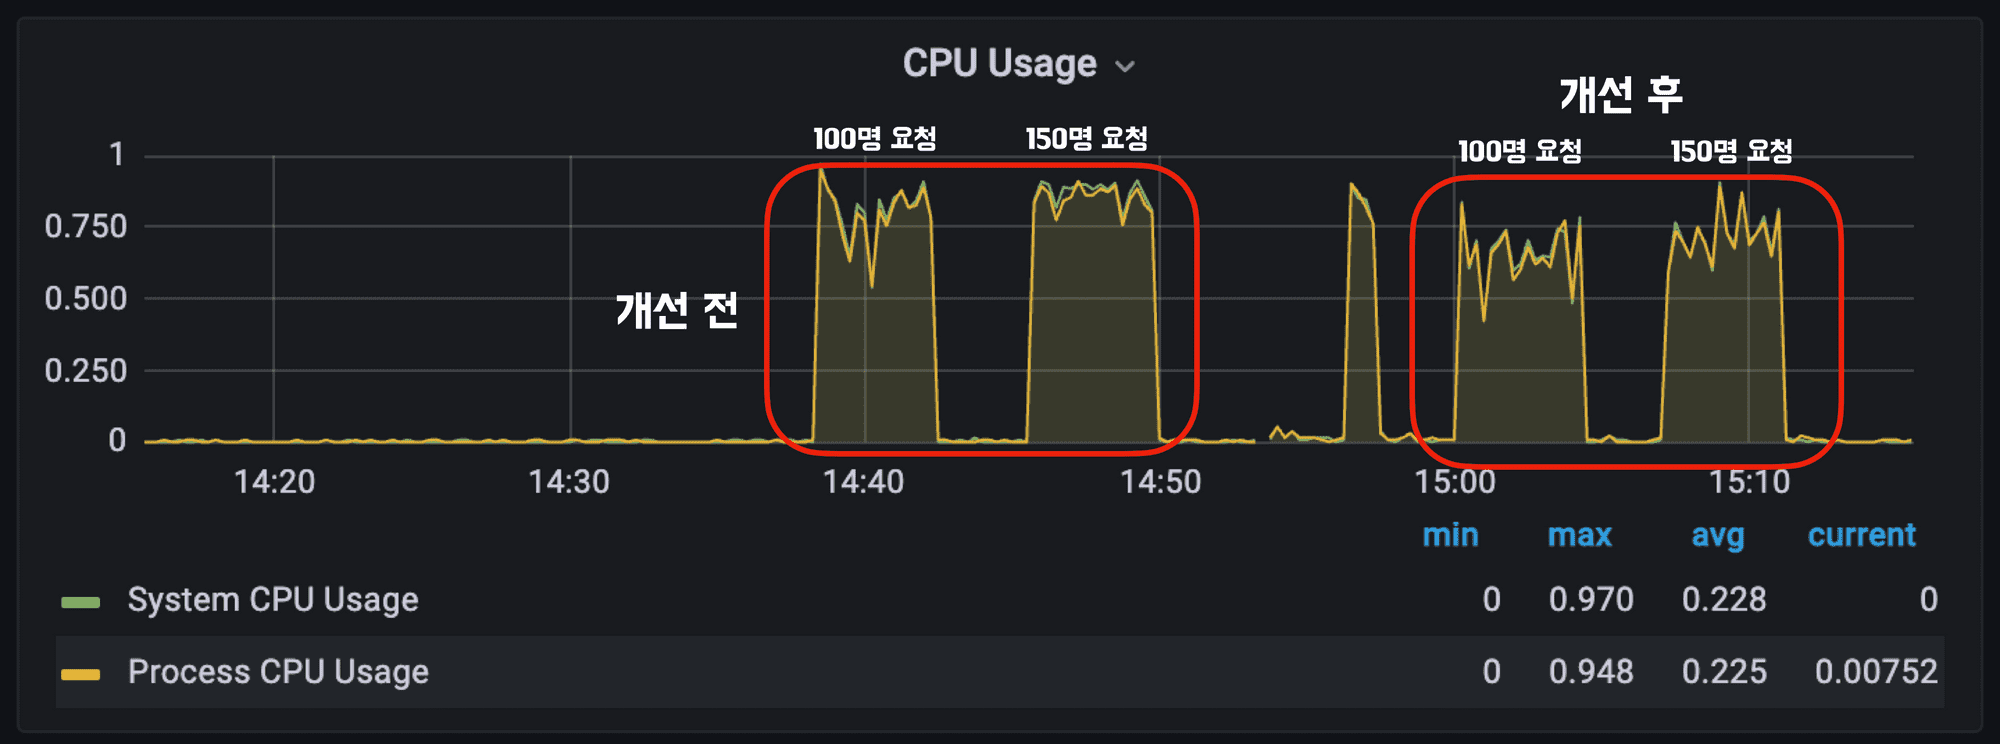 CPU Usage
개선 후
100명 요청 150명 요청
100명 요청 150명 요청
1
0.750
0.500
0.250
0
개선 전
14:20 14:30 14:40 14:50 15:00 15:10
min max avg current
System CPU Usage 0 0.970 0.228 0
Process CPU Usage 0 0.948 0.225 0.00752